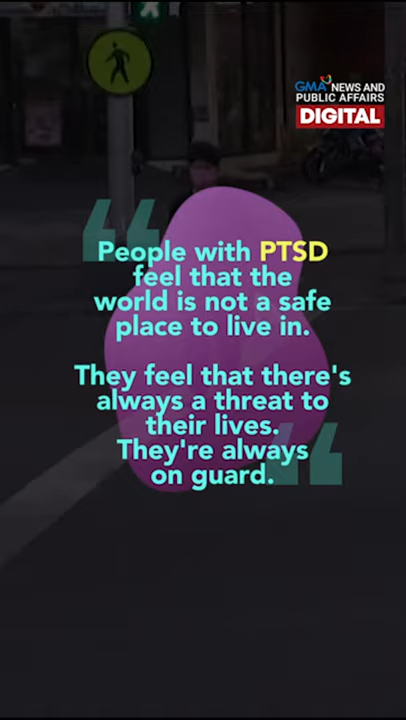 GMA NEWS AND
PUBLIC AFFAIRS
DIGITAL
People with PTSD
feel that the
world is not a safe
place to live in.
They feel that there's
always a threat to
their lives.
They're always
on guard.